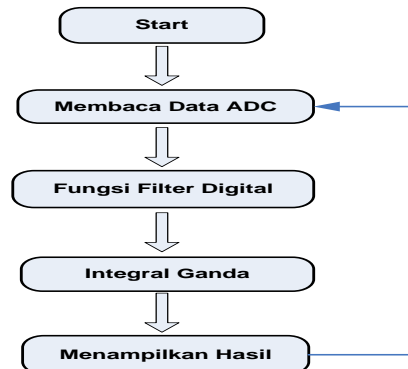 Start
Membaca Data ADC
Fungsi Filter Digital
Integral Ganda
Menampilkan Hasil